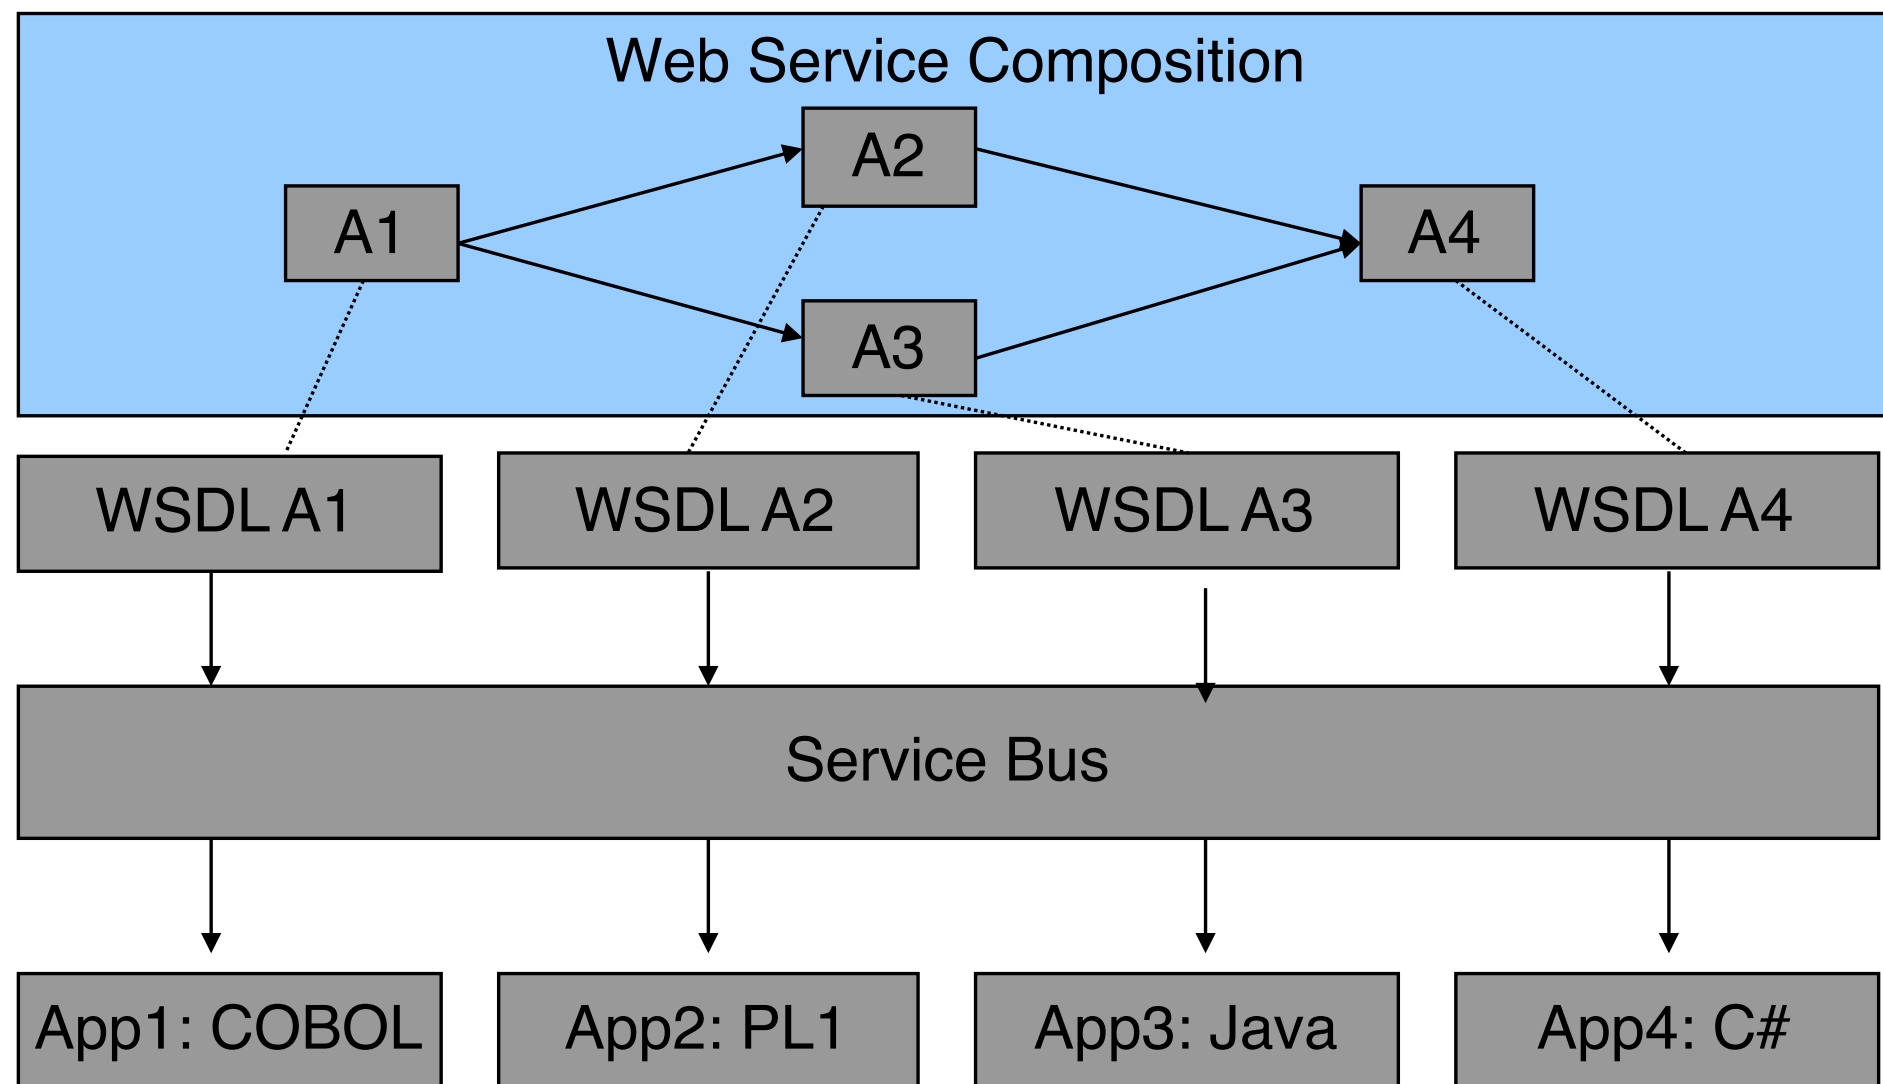 Web Service Composition
A2
A1
A4
A3
WSDL A1
WSDL A2
WSDL A3
WSDL A4
Service Bus
App1: COBOL
App2: PL1
App3: Java
App4: C#